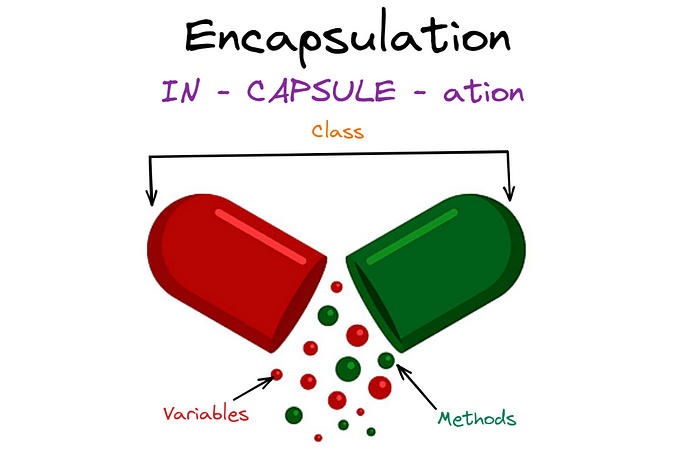 Encapsulation
IN - CAPSULE - ation
Class
Variables
Methods